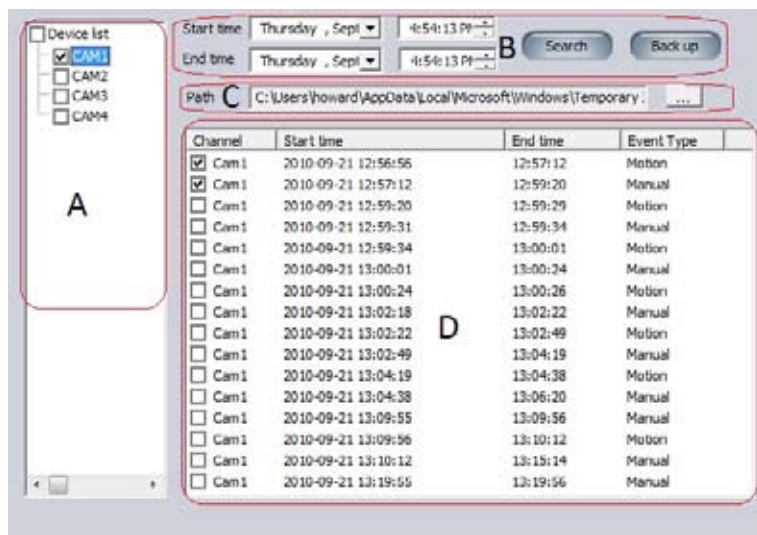 Device list
CAM1
CAM2
CAM3
CAM4
A
Start time Thursday , Sept 4:54:13 PM
End time Thursday , Sept 4:54:13 PM
B
Search
Back up
Path C C:\Users\howard\AppData\Local\Microsoft\Windows\Temporary ...
Channel Start time End time Event Type
Cam1 2010-09-21 12:56:56 12:57:12 Motion
Cam1 2010-09-21 12:57:12 12:59:20 Manual
Cam1 2010-09-21 12:59:20 12:59:29 Motion
Cam1 2010-09-21 12:59:31 12:59:34 Manual
Cam1 2010-09-21 12:59:34 13:00:01 Motion
Cam1 2010-09-21 13:00:01 13:00:24 Manual
Cam1 2010-09-21 13:00:24 13:00:26 Motion
Cam1 2010-09-21 13:02:18 13:02:22 Manual
Cam1 2010-09-21 13:02:22 13:02:49 Motion
Cam1 2010-09-21 13:02:49 13:04:19 Manual
Cam1 2010-09-21 13:04:19 13:04:38 Motion
Cam1 2010-09-21 13:04:38 13:06:20 Manual
Cam1 2010-09-21 13:09:55 13:09:56 Manual
Cam1 2010-09-21 13:09:56 13:10:12 Motion
Cam1 2010-09-21 13:10:12 13:15:14 Manual
Cam1 2010-09-21 13:19:55 13:19:56 Manual
D